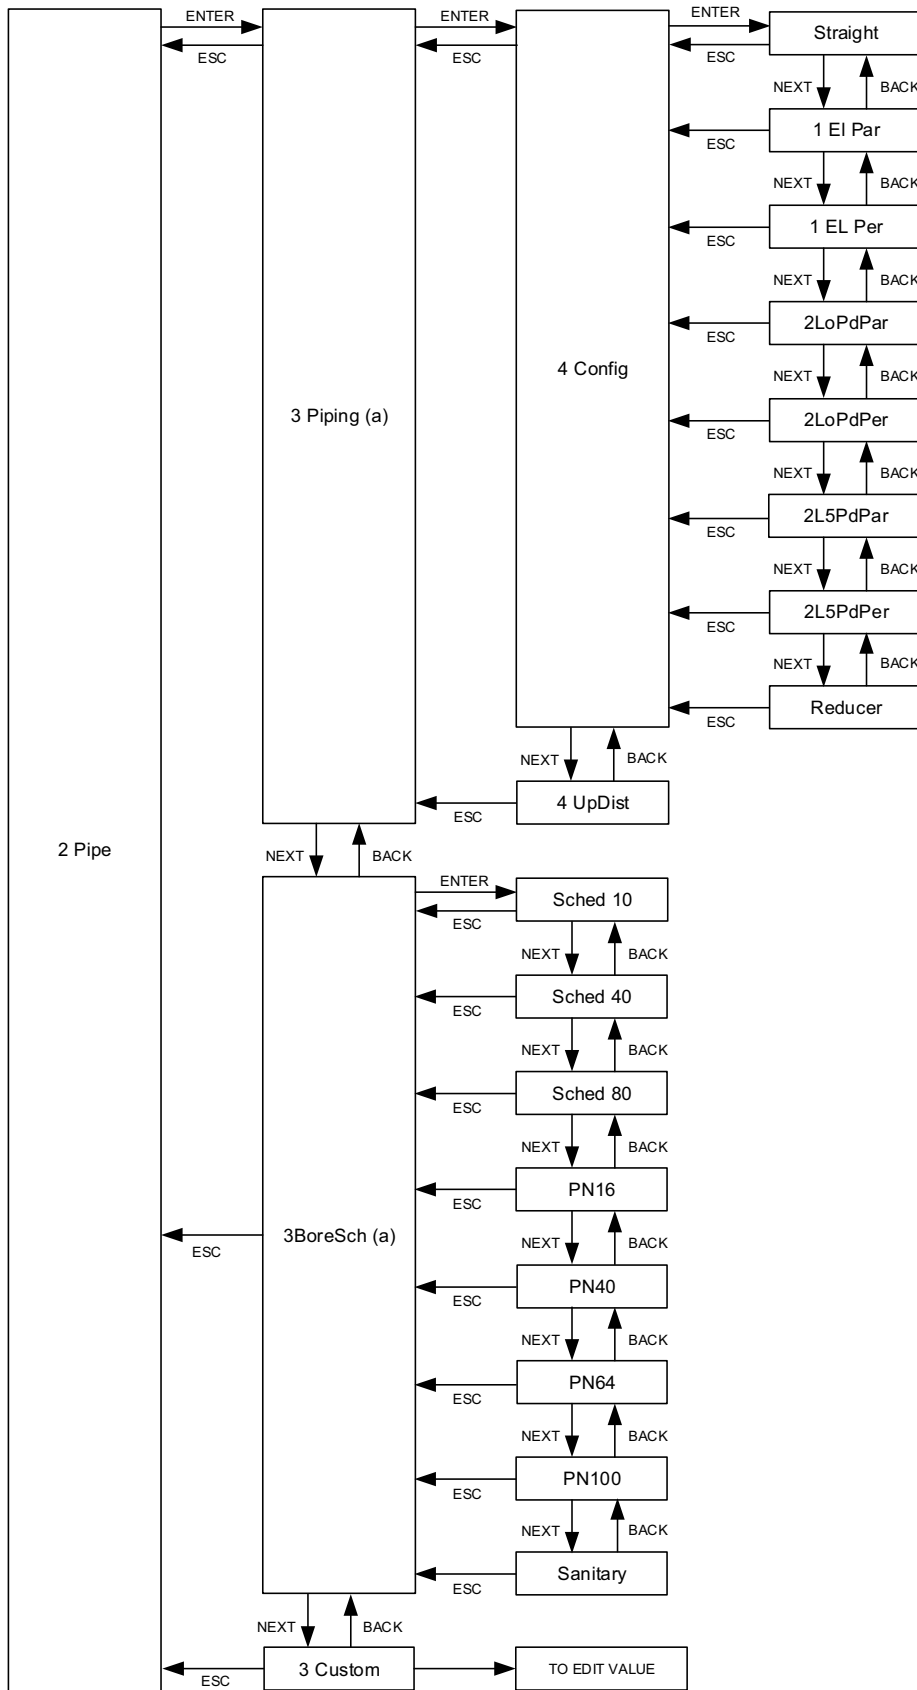 ENTER
ENTER
ENTER
Straight
ESC
ESC
ESC
NEXT
BACK
1 El Par
ESC
NEXT
BACK
1 EL Per
ESC
NEXT
BACK
2LoPdPar
ESC
NEXT
BACK
4 Config
3 Piping (a)
2LoPdPer
ESC
NEXT
BACK
2L5PdPar
ESC
NEXT
BACK
2L5PdPer
ESC
NEXT
BACK
Reducer
ESC
NEXT
BACK
4 UpDist
ESC
2 Pipe
NEXT
BACK
ENTER
Sched 10
ESC
NEXT
BACK
Sched 40
ESC
NEXT
BACK
Sched 80
ESC
NEXT
BACK
PN16
ESC
3BoreSch (a)
ESC
NEXT
BACK
PN40
ESC
NEXT
BACK
PN64
ESC
NEXT
BACK
PN100
ESC
NEXT
BACK
Sanitary
ESC
NEXT
BACK
3 Custom
ESC
TO EDIT VALUE